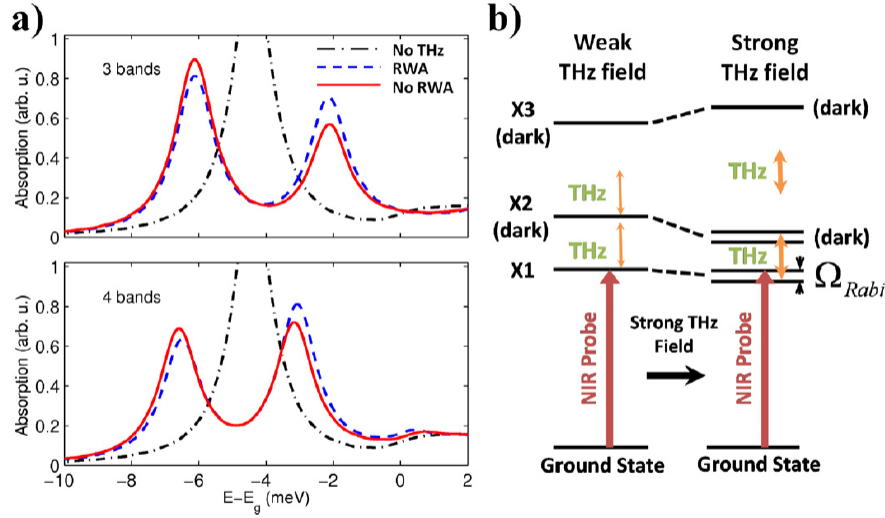 a)
3 bands
No THz
RWA
No RWA
Absorption (arb. u.)
1
0.8
0.6
0.4
0.2
0
4 bands
Absorption (arb. u.)
1
0.8
0.6
0.4
0.2
0
−10 −8 −6 −4 −2 0 2
E−Eg (meV)
b)
Weak
THz field
Strong
THz field
X3
(dark)
(dark)
THz
THz
X2
(dark)
(dark)
THz
THz
X1
ΩRabi
NIR Probe
Strong THz
Field
NIR Probe
Ground State
Ground State